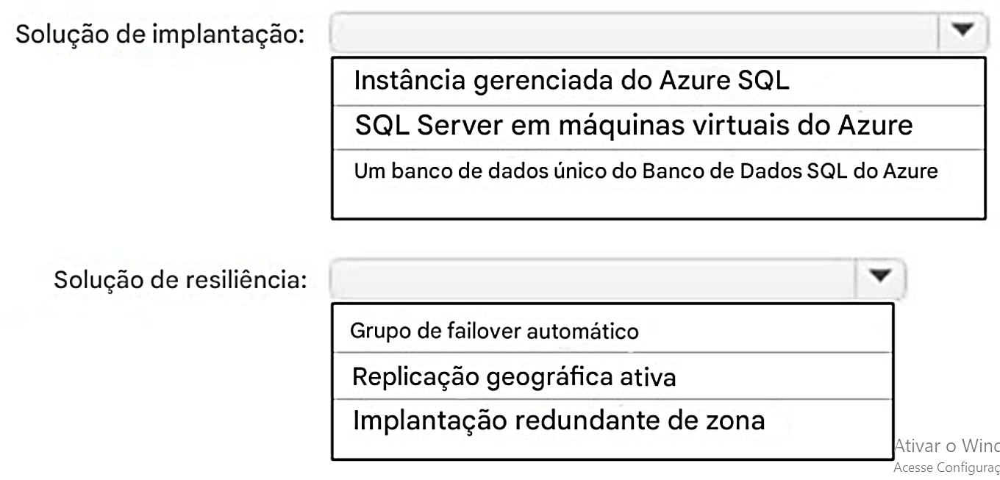 Solução de implantação:
Instância gerenciada do Azure SQL
SQL Server em máquinas virtuais do Azure
Um banco de dados único do Banco de Dados SQL do Azure
Solução de resiliência:
Grupo de failover automático
Replicação geográfica ativa
Implantação redundante de zona
Ativar o Wind
Acesse Configuraç